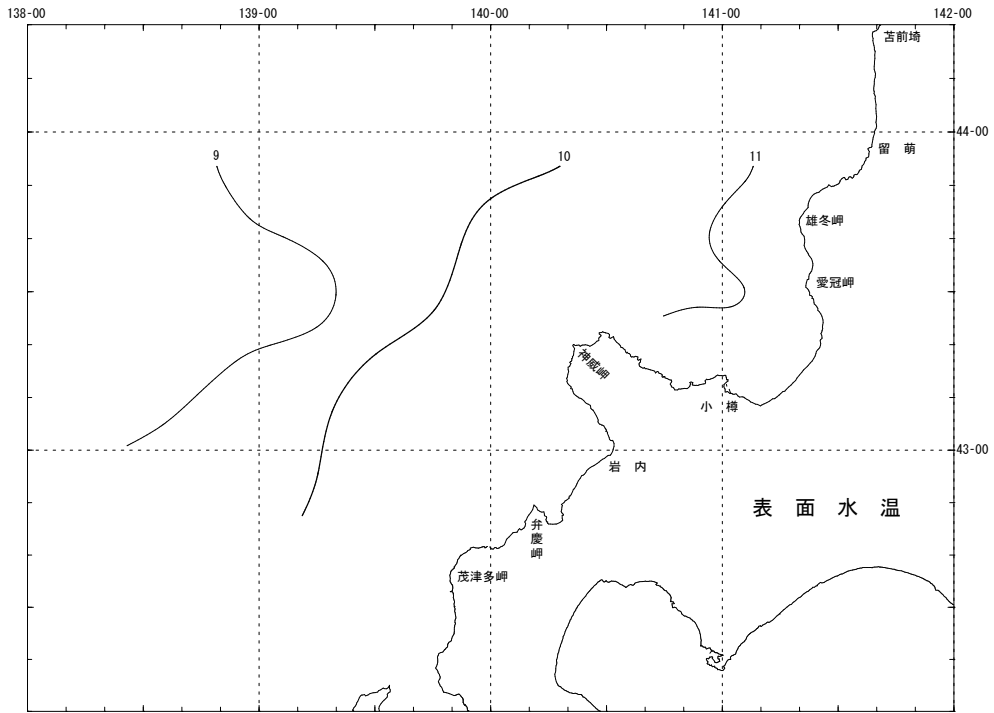 138-00
139-00
140-00
141-00
142-00
苫前埼
44-00
留萌
9
10
11
雄冬岬
愛冠岬
神威岬
小樽
43-00
岩内
表面水温
弁慶岬
茂津多岬